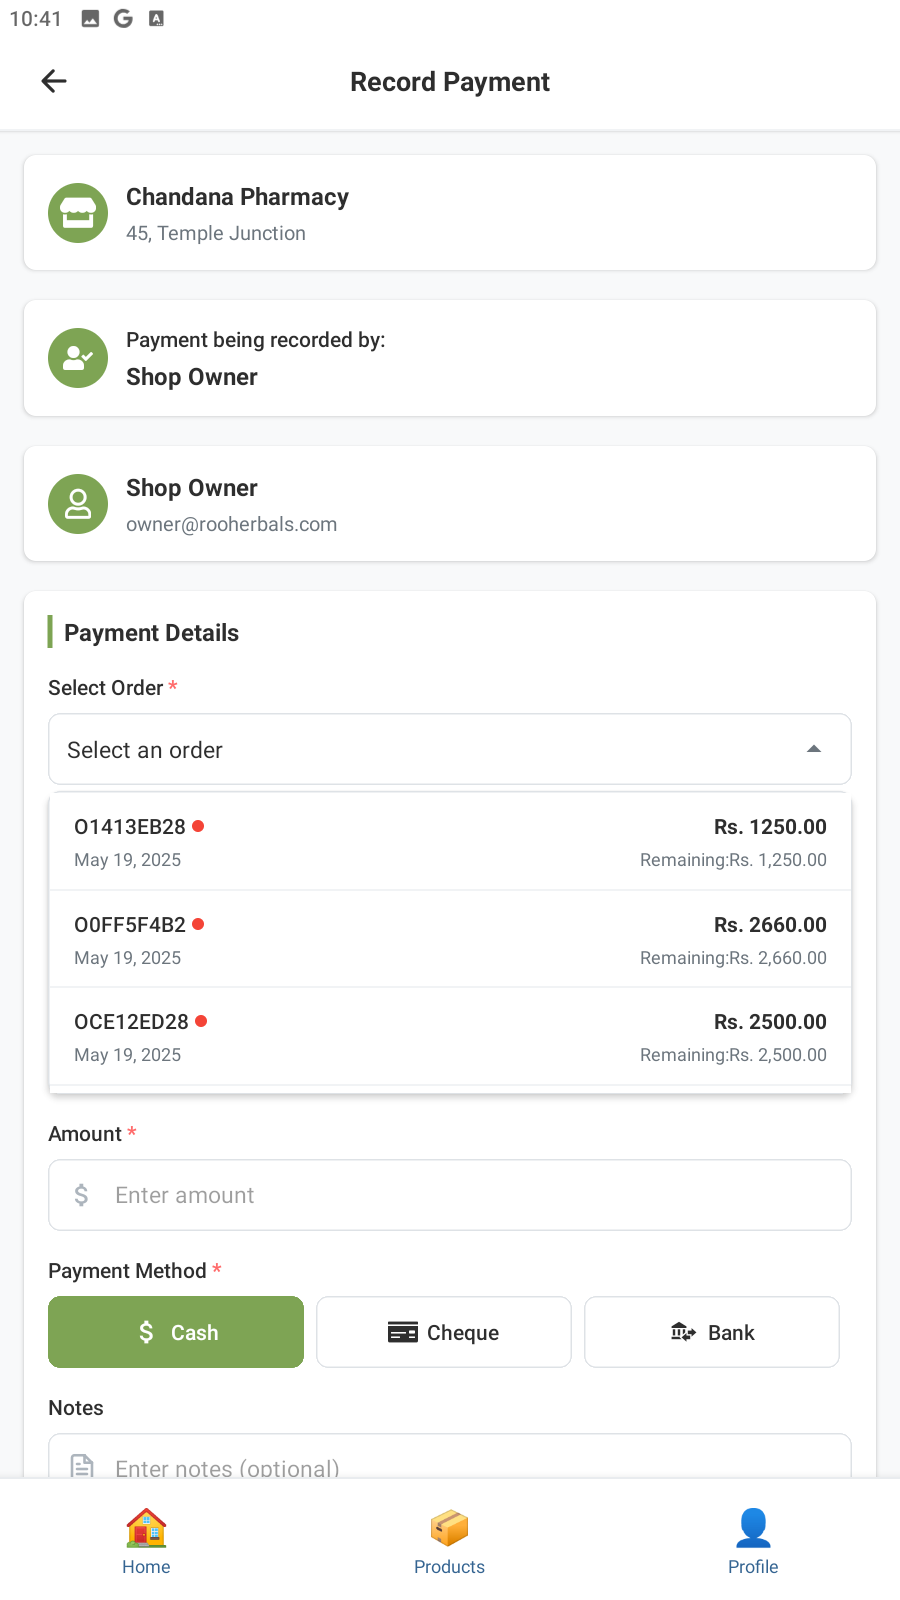 10:41
Record Payment
Chandana Pharmacy
45, Temple Junction
Payment being recorded by:
Shop Owner
Shop Owner
owner@rooherbals.com
Payment Details
Select Order *
Select an order
O1413EB28 Rs. 1250.00
May 19, 2025 Remaining:Rs. 1,250.00
O0FF5F4B2 Rs. 2660.00
May 19, 2025 Remaining:Rs. 2,660.00
OCE12ED28 Rs. 2500.00
May 19, 2025 Remaining:Rs. 2,500.00
Amount *
$ Enter amount
Payment Method *
$ Cash Cheque Bank
Notes
Enter notes (optional)
Home Products Profile